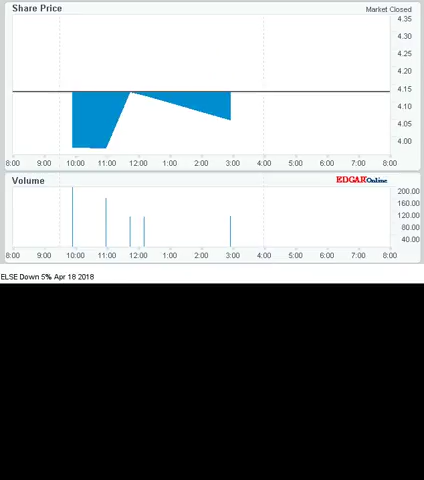 Share Price
Market Closed
4.35
4.30
4.25
4.20
4.15
4.10
4.05
4.00
8:00 9:00 10:00 11:00 12:00 1:00 2:00 3:00 4:00 5:00 6:00 7:00 8:00
Volume
EDGAR Online
200.00
160.00
120.00
80.00
40.00
8:00 9:00 10:00 11:00 12:00 1:00 2:00 3:00 4:00 5:00 6:00 7:00 8:00
ELSE Down 5% Apr 18 2018